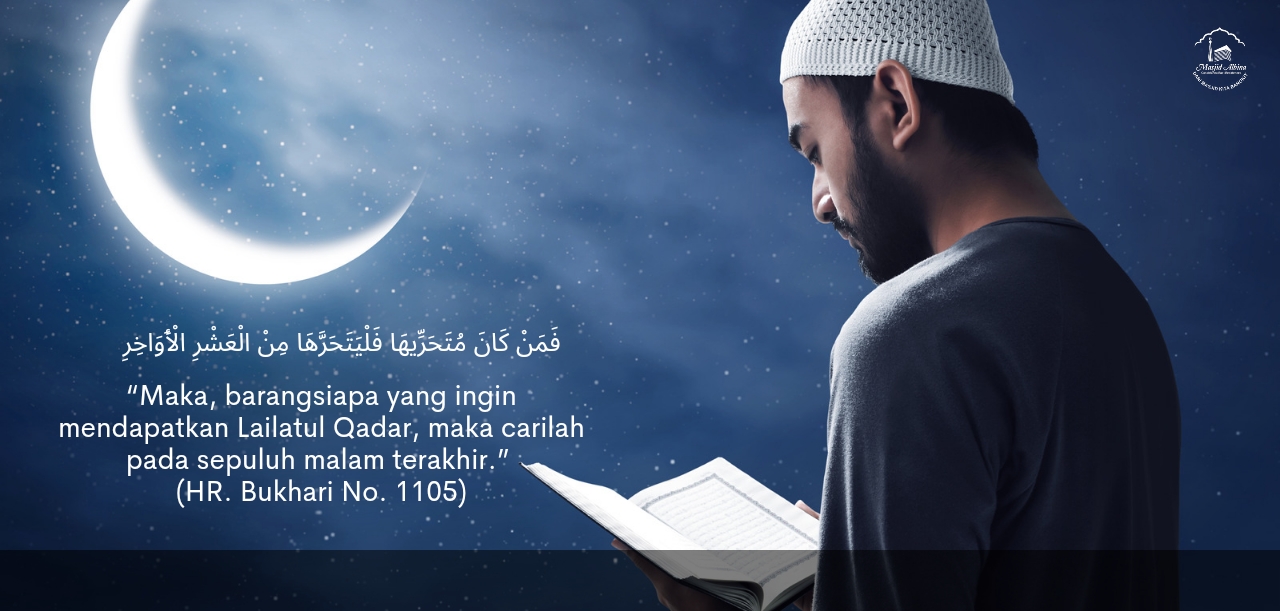 فَمَنْ كَانَ مُتَحَرِّيهَا فَلْيَتَحَرَّهَا مِنْ الْعَشْرِ الْأَوَاخِرِ
“Maka, barangsiapa yang ingin
mendapatkan Lailatul Qadar, maka carilah
pada sepuluh malam terakhir.”
(HR. Bukhari No. 1105)
Masjid Albina